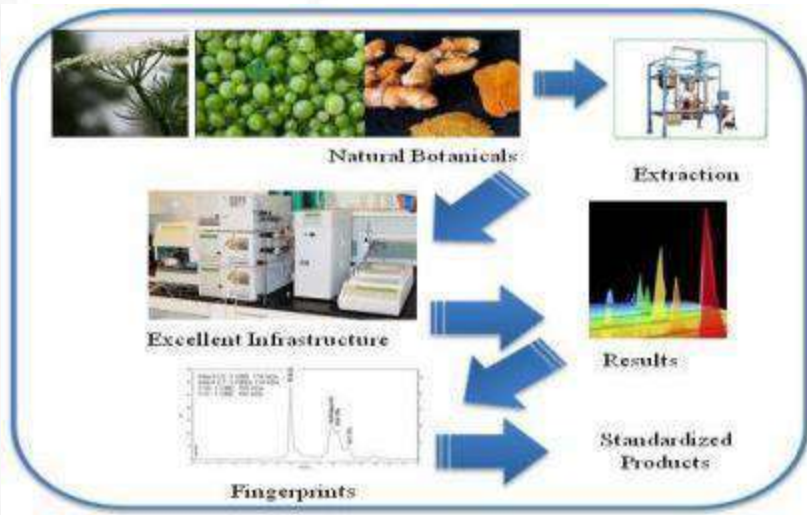 Natural Botanicals
Extraction
Excellent Infrastructure
Results
Fingerprints
Standardized
Products